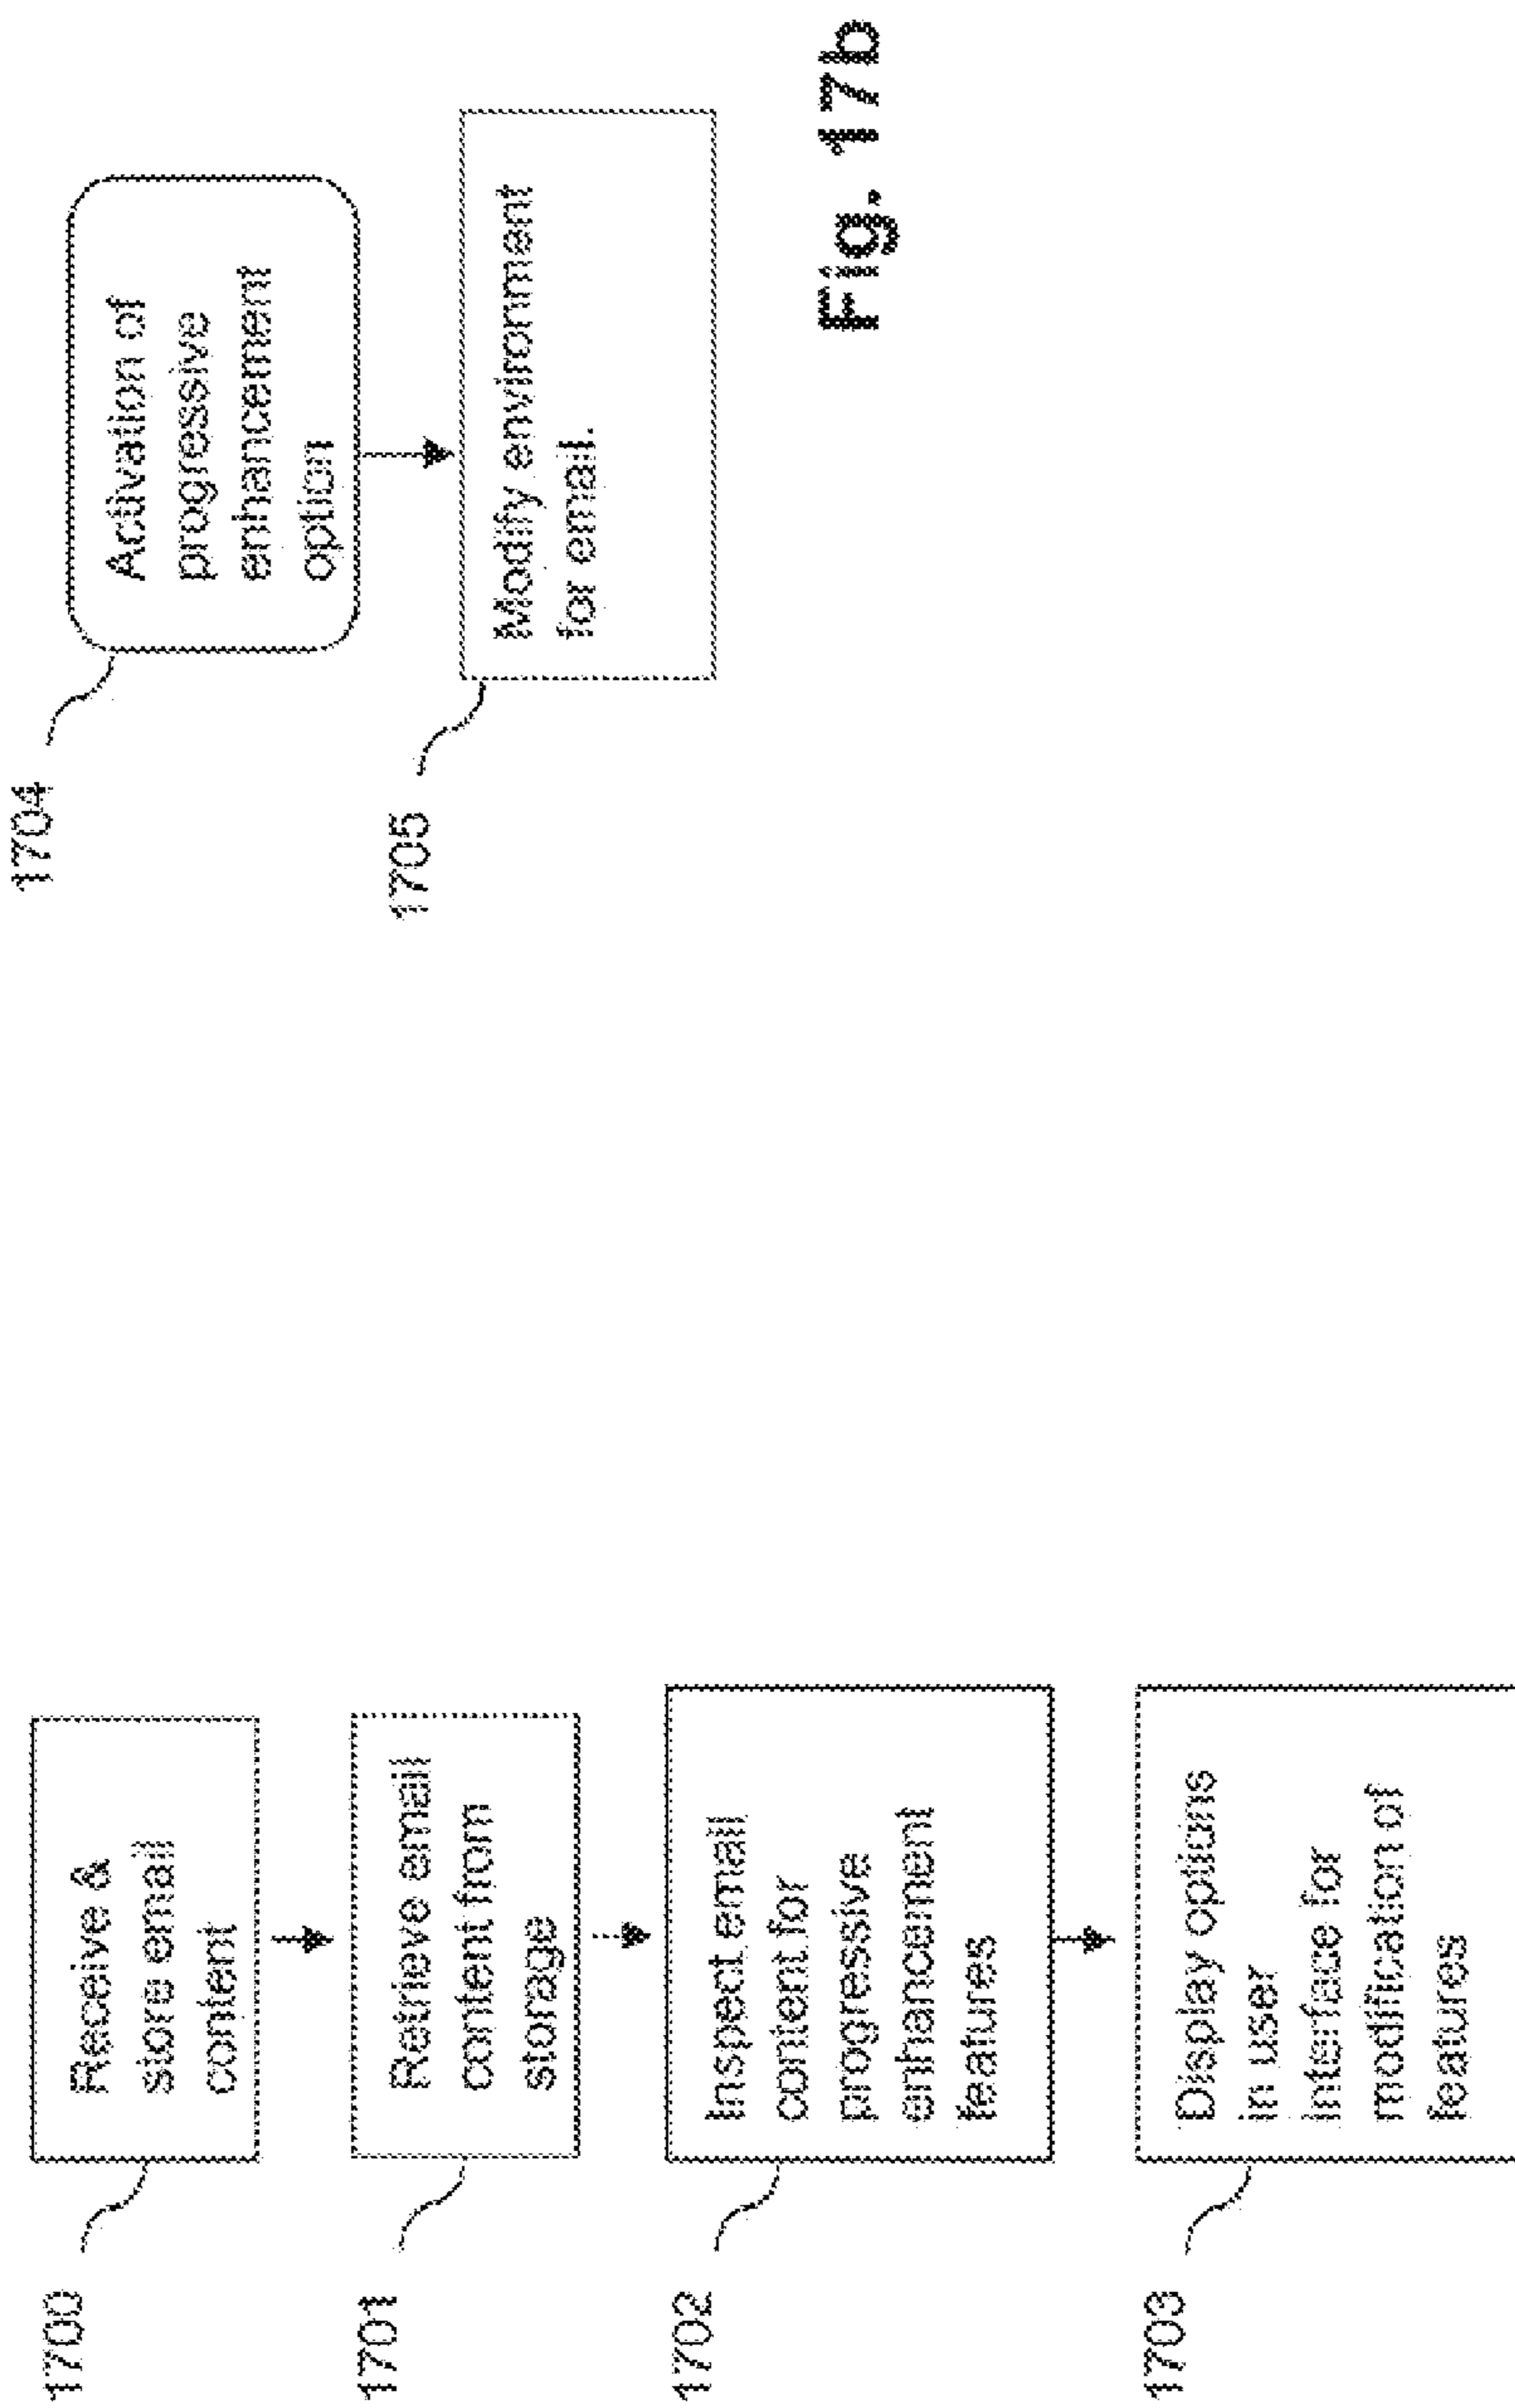 1700
Receive &
store email
content
1701
Retrieve email
content from
storage
1702
Inspect email
content for
progressive
enhancement
features
1703
Display options
in user
interface for
modification of
features
1704
Activation of
progressive
enhancement
option
1705
Modify environment
for email.
Fig. 17b